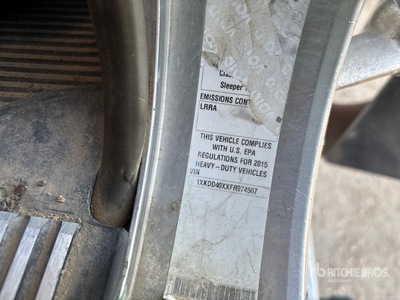 Sleeper
EMISSIONS CONT
LRRA
THIS VEHICLE COMPLIES
WITH U.S. EPA
REGULATIONS FOR 2015
HEAVY-DUTY VEHICLES
VIN
1XKDD40XXFR974507
rb RITCHIE BROS.